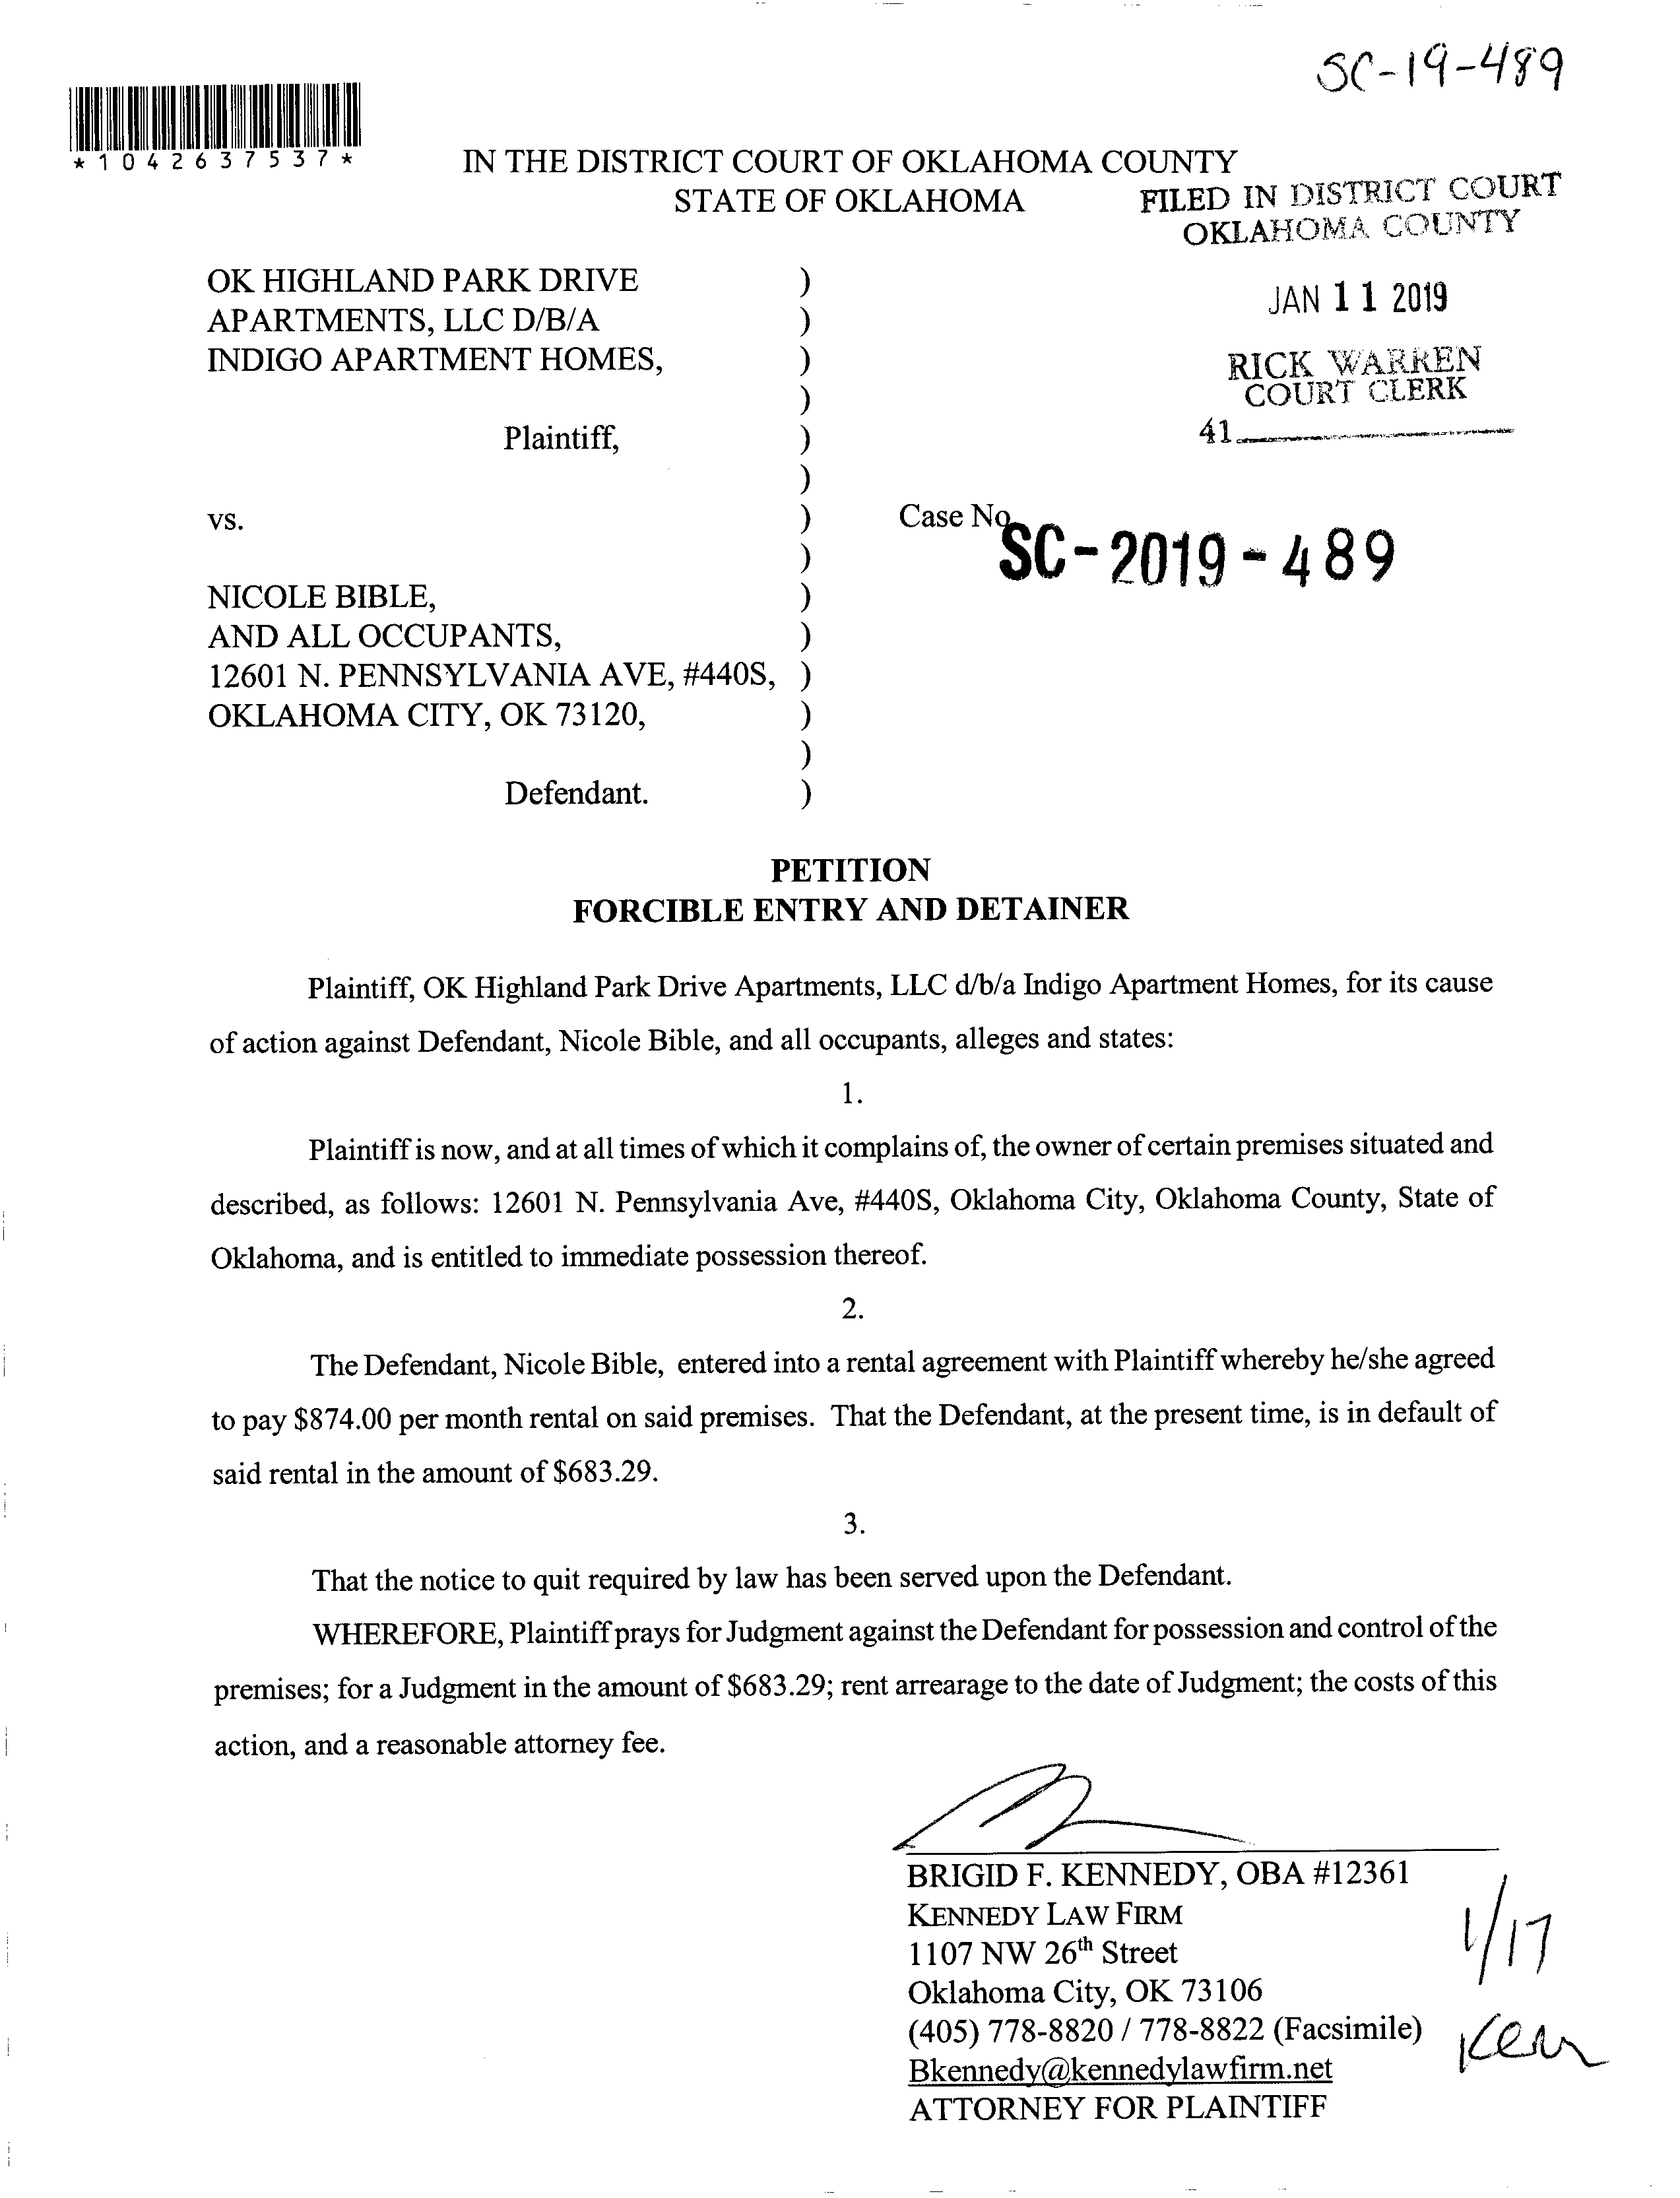 SC-19-489
*1042637537*
IN THE DISTRICT COURT OF OKLAHOMA COUNTY
STATE OF OKLAHOMA
FILED IN DISTRICT COURT
OKLAHOMA COUNTY
JAN 11 2019
RICK WARREN
COURT CLERK
41
OK HIGHLAND PARK DRIVE )
APARTMENTS, LLC D/B/A )
INDIGO APARTMENT HOMES, )
)
Plaintiff, )
)
vs. ) Case No. SC-2019-489
)
NICOLE BIBLE, )
AND ALL OCCUPANTS, )
12601 N. PENNSYLVANIA AVE, #440S, )
OKLAHOMA CITY, OK 73120, )
)
Defendant. )
PETITION
FORCIBLE ENTRY AND DETAINER
Plaintiff, OK Highland Park Drive Apartments, LLC d/b/a Indigo Apartment Homes, for its cause
of action against Defendant, Nicole Bible, and all occupants, alleges and states:
1.
Plaintiff is now, and at all times of which it complains of, the owner of certain premises situated and
described, as follows: 12601 N. Pennsylvania Ave, #440S, Oklahoma City, Oklahoma County, State of
Oklahoma, and is entitled to immediate possession thereof.
2.
The Defendant, Nicole Bible, entered into a rental agreement with Plaintiff whereby he/she agreed
to pay $874.00 per month rental on said premises. That the Defendant, at the present time, is in default of
said rental in the amount of $683.29.
3.
That the notice to quit required by law has been served upon the Defendant.
WHEREFORE, Plaintiff prays for Judgment against the Defendant for possession and control of the
premises; for a Judgment in the amount of $683.29; rent arrearage to the date of Judgment; the costs of this
action, and a reasonable attorney fee.
BRIGID F. KENNEDY, OBA #12361
KENNEDY LAW FIRM
1107 NW 26th Street
Oklahoma City, OK 73106
(405) 778-8820 / 778-8822 (Facsimile)
Bkennedy@kennedylawfirm.net
ATTORNEY FOR PLAINTIFF
1/17